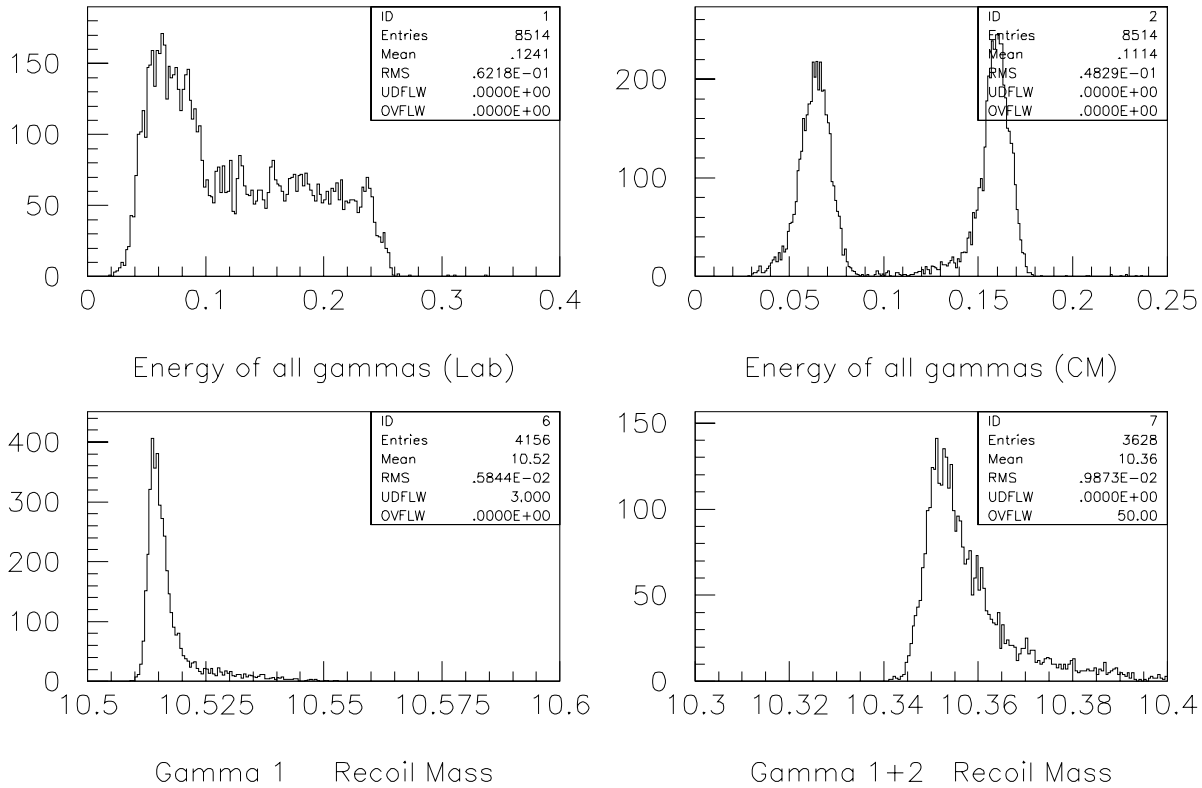 ID 1
Entries 8514
Mean .1241
RMS .6218E-01
UDFLW .0000E+00
OVFLW .0000E+00
150
100
50
0
0 0.1 0.2 0.3 0.4
Energy of all gammas (Lab)
ID 2
Entries 8514
Mean .1114
RMS .4829E-01
UDFLW .0000E+00
OVFLW .0000E+00
200
100
0
0 0.05 0.1 0.15 0.2 0.25
Energy of all gammas (CM)
ID 6
Entries 4156
Mean 10.52
RMS .5844E-02
UDFLW 3.000
OVFLW .0000E+00
400
300
200
100
0
10.5 10.525 10.55 10.575 10.6
Gamma 1 Recoil Mass
ID 7
Entries 3628
Mean 10.36
RMS .9873E-02
UDFLW .0000E+00
OVFLW 50.00
150
100
50
0
10.3 10.32 10.34 10.36 10.38 10.4
Gamma 1+2 Recoil Mass